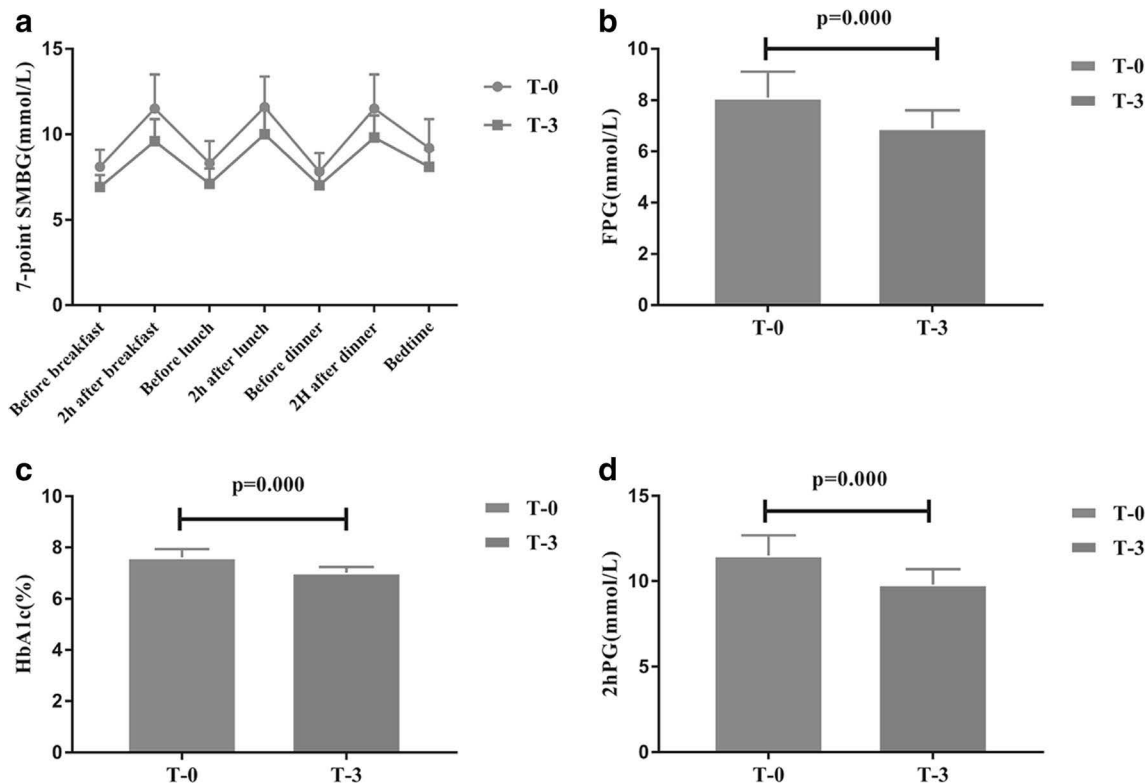 a
15
10
5
0
7-point SMBG(mmol/L)
T-0
T-3
Before breakfast
2h after breakfast
Before lunch
2h after lunch
Before dinner
2H after dinner
Bedtime
b
p=0.000
10
8
6
4
2
0
FPG(mmol/L)
T-0
T-3
T-0
T-3
c
p=0.000
10
8
6
4
2
0
HbA1c(%)
T-0
T-3
T-0
T-3
d
p=0.000
15
10
5
0
2hPG(mmol/L)
T-0
T-3
T-0
T-3